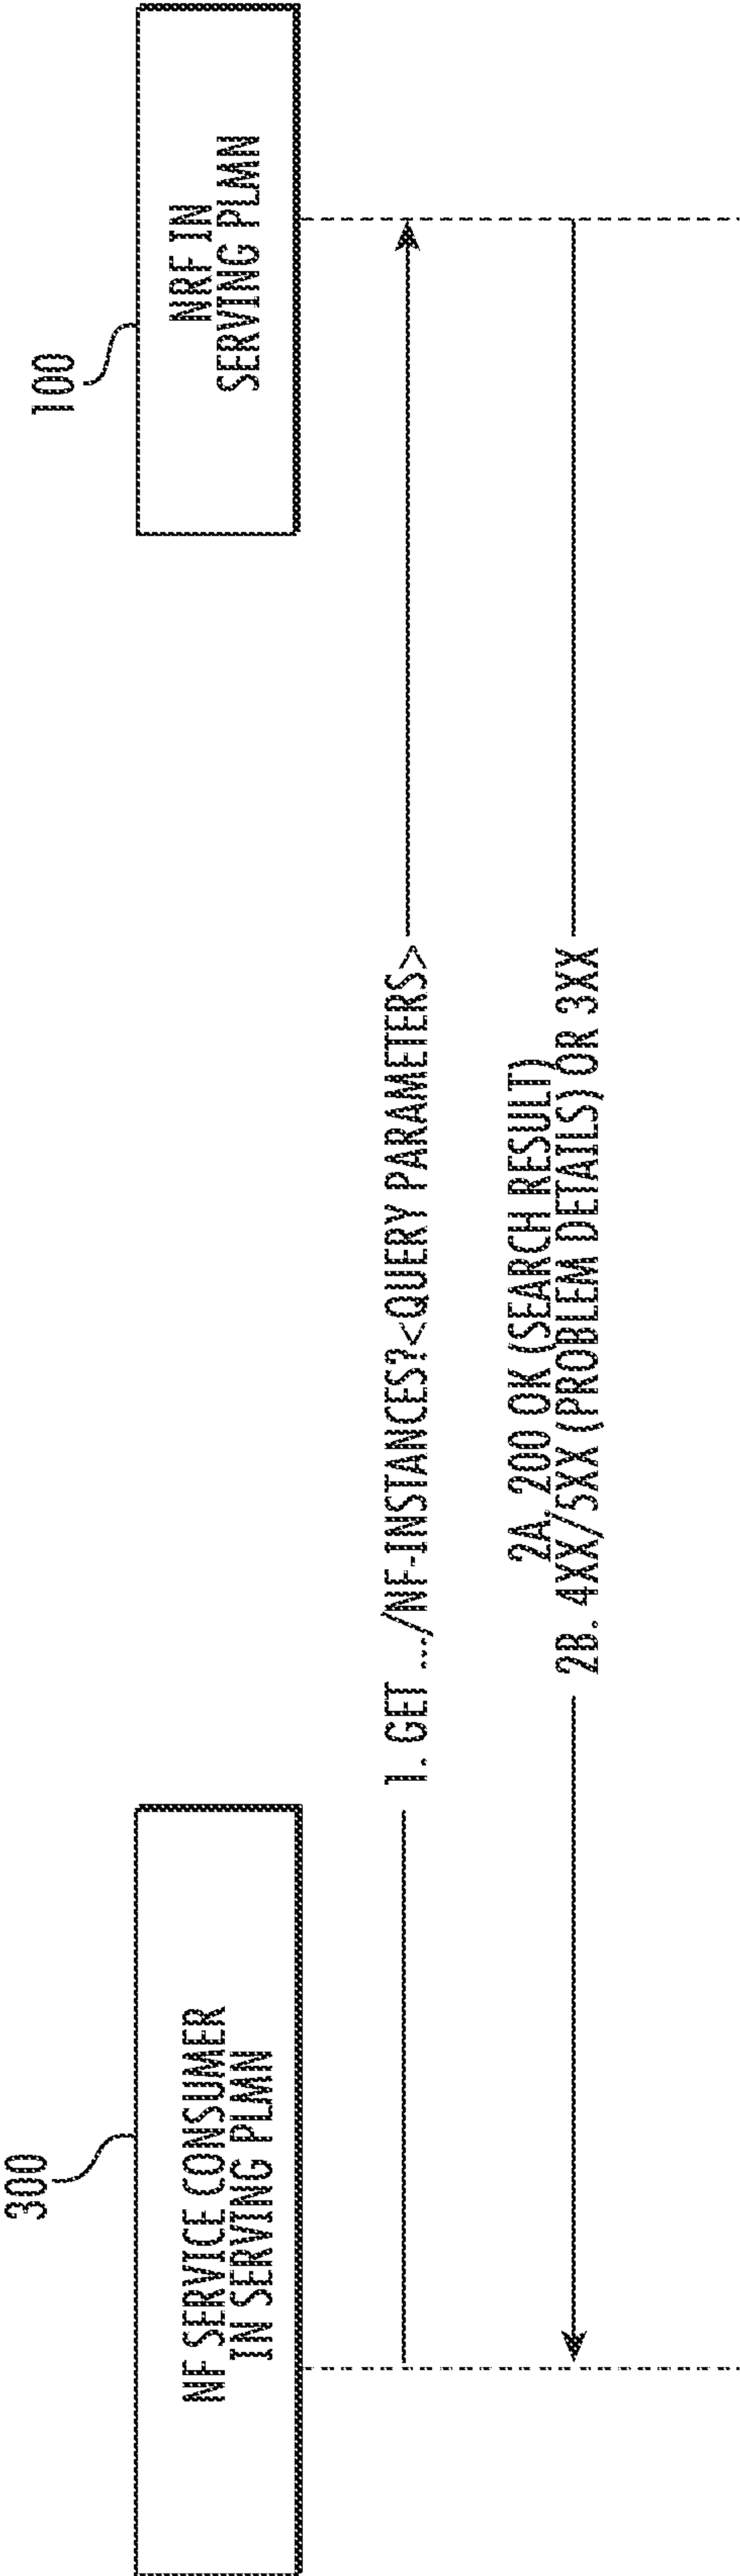 300
NF SERVICE CONSUMER
IN SERVING PLMN
100
NRF IN
SERVING PLMN
1. GET .../NF-INSTANCES?<QUERY PARAMETERS>
2A. 200 OK (SEARCH RESULT)
2B. 4XX/5XX (PROBLEM DETAILS) OR 3XX